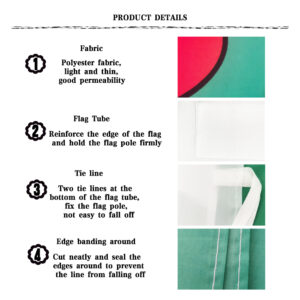 PRODUCT DETAILS
1
Fabric
Polyester fabric,
light and thin,
good permeability
2
Flag Tube
Reinforce the edge of the flag
and hold the flag pole firmly
3
Tie line
Two tie lines at the
bottom of the flag tube,
fix the flag pole,
not easy to fall off
4
Edge banding around
Cut neatly and seal the
edges around to prevent
the line from falling off